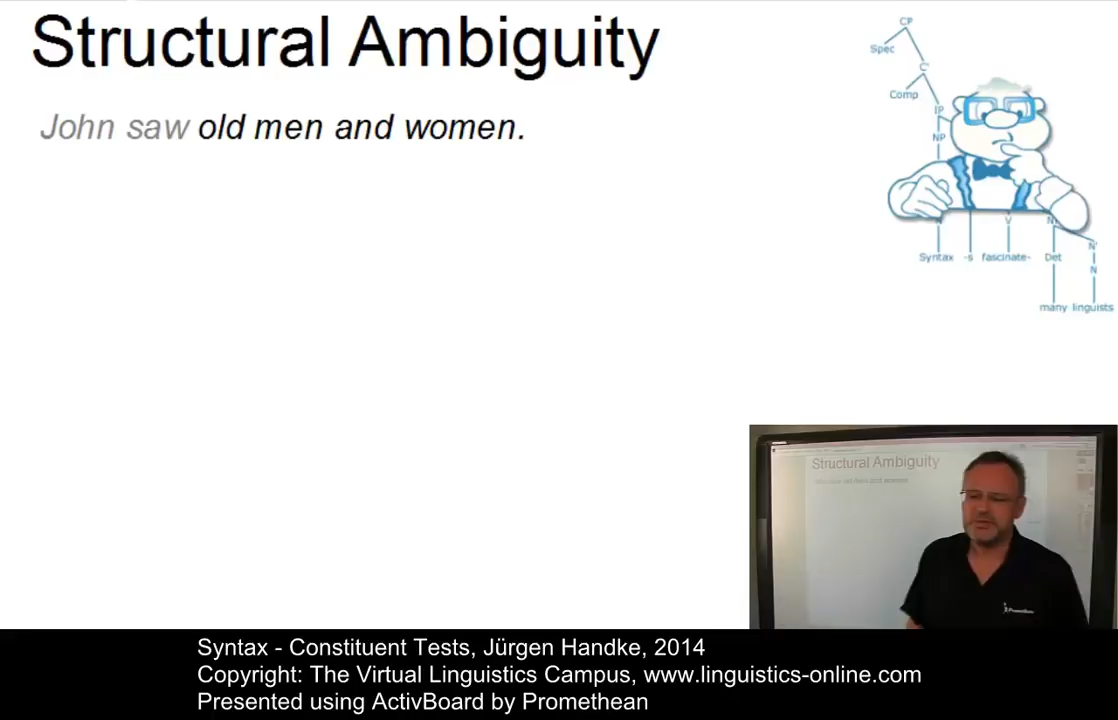 Structural Ambiguity
John saw old men and women.
CP
Spec
C'
Comp
IP
NP
V
N'
N
Syntax -s fascinate- Det
many linguists
Structural Ambiguity
Syntax - Constituent Tests, Jürgen Handke, 2014
Copyright: The Virtual Linguistics Campus, www.linguistics-online.com
Presented using ActivBoard by Promethean